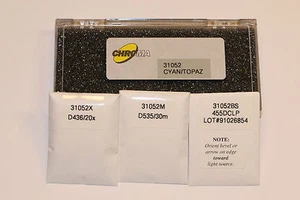 CHROMA
31052
CYAN/TOPAZ
31052X
D436/20x
31052M
D535/30m
31052BS
455DCLP
LOT#91026854
NOTE:
Orient bevel or
arrow on edge
toward
light source.